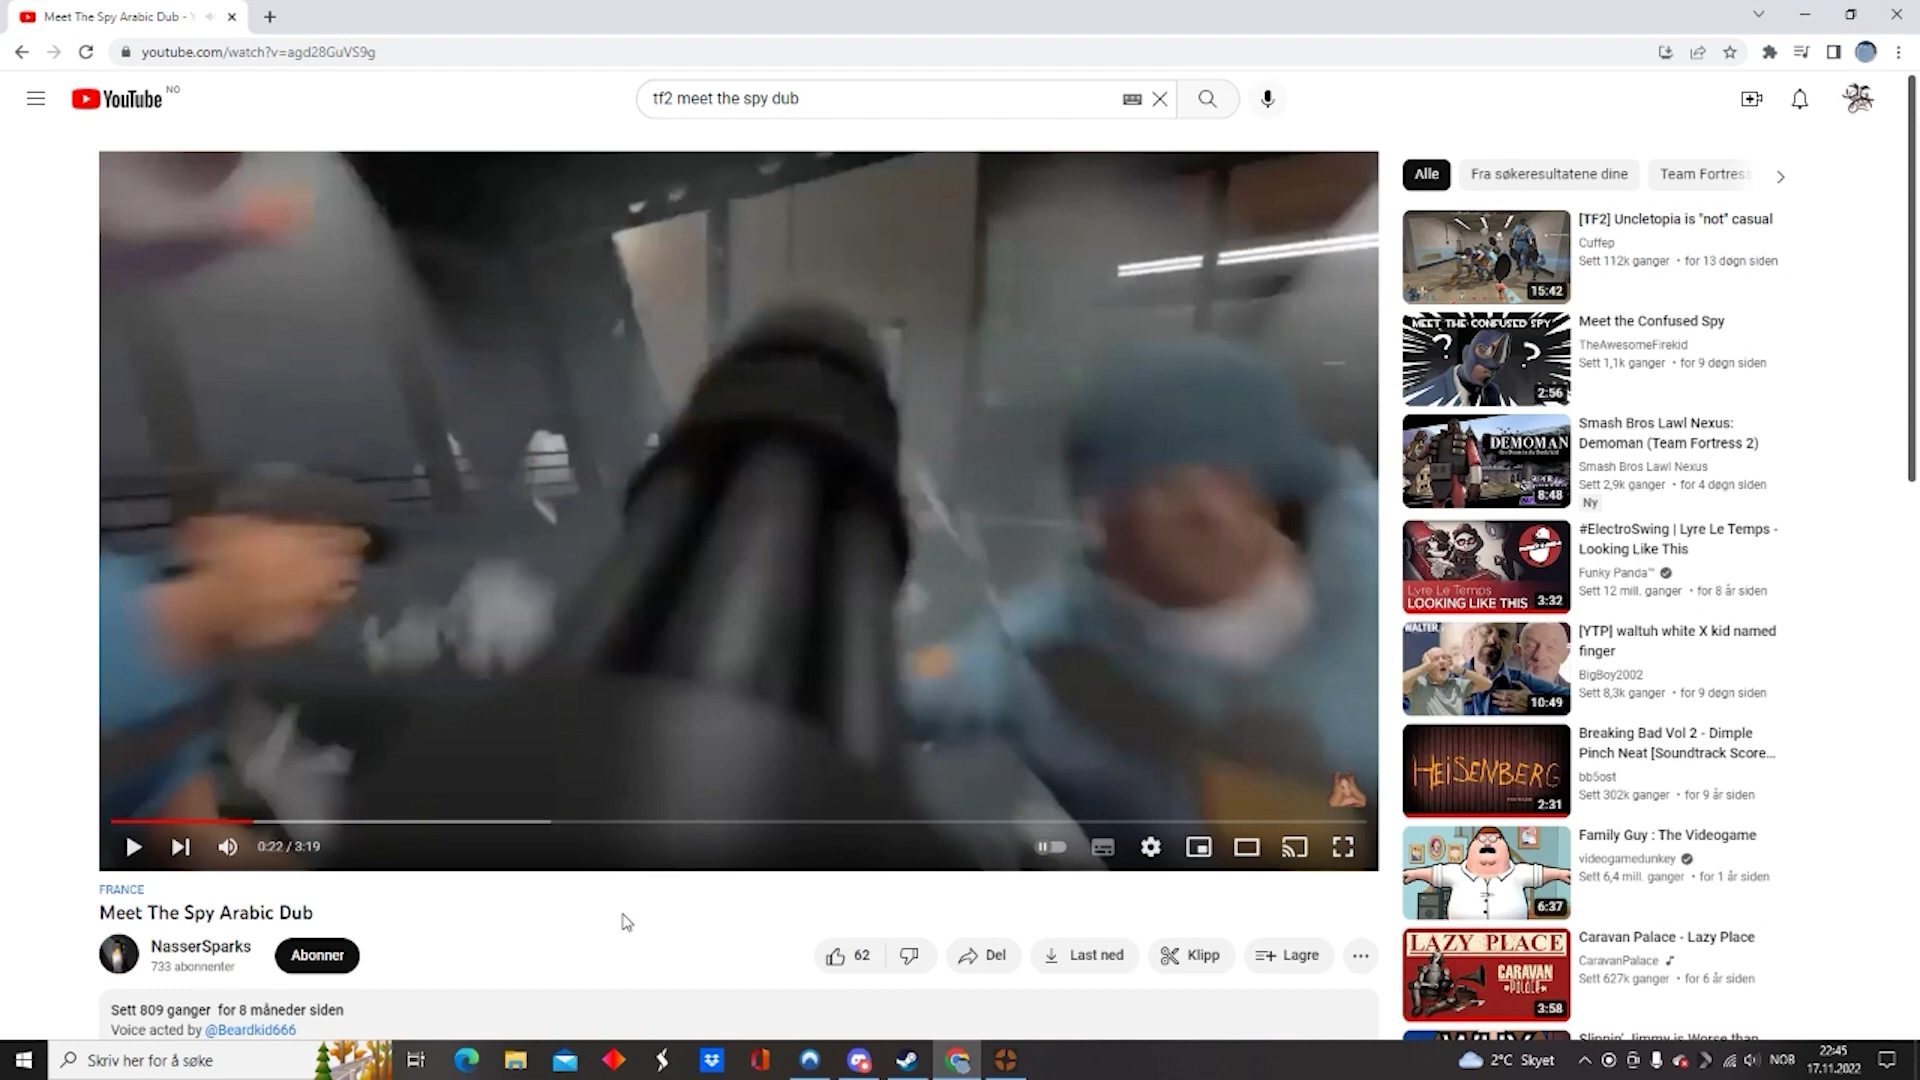 Meet The Spy Arabic Dub -
youtube.com/watch?v=agd28GuVS9g
YouTube NO
tf2 meet the spy dub
Alle
Fra søkeresultatene dine
Team Fortress
[TF2] Uncletopia is "not" casual
Cuffep
Sett 112k ganger • for 13 døgn siden
15:42
MEET THE CONFUSED SPY
Meet the Confused Spy
TheAwesomeFirekid
Sett 1,1k ganger • for 9 døgn siden
2:56
DEMOMAN
Smash Bros Lawl Nexus:
Demoman (Team Fortress 2)
Smash Bros Lawl Nexus
Sett 2,9k ganger • for 4 døgn siden
8:48
Ny
#ElectroSwing | Lyre Le Temps -
Looking Like This
Funky Panda™
Sett 12 mill. ganger • for 8 år siden
Lyre Le Temps
LOOKING LIKE THIS
3:32
WALTER
[YTP] waltuh white X kid named
finger
BigBoy2002
Sett 8,3k ganger • for 9 døgn siden
10:49
Breaking Bad Vol 2 - Dimple
Pinch Neat [Soundtrack Score...
bb5ost
Sett 302k ganger • for 9 år siden
HEiSENBERG
2:31
Family Guy : The Videogame
videogamedunkey
Sett 6,4 mill. ganger • for 1 år siden
6:37
LAZY PLACE
CARAVAN
PALACE
Caravan Palace - Lazy Place
CaravanPalace
Sett 627k ganger • for 6 år siden
3:58
Slippin' Jimmy is Worse than
0:22 / 3:19
FRANCE
Meet The Spy Arabic Dub
NasserSparks
733 abonnenter
Abonner
62
Del
Last ned
Klipp
Lagre
Sett 809 ganger for 8 måneder siden
Voice acted by @Beardkid666
Skriv her for å søke
2°C Skyet
NOB
22:45
17.11.2022